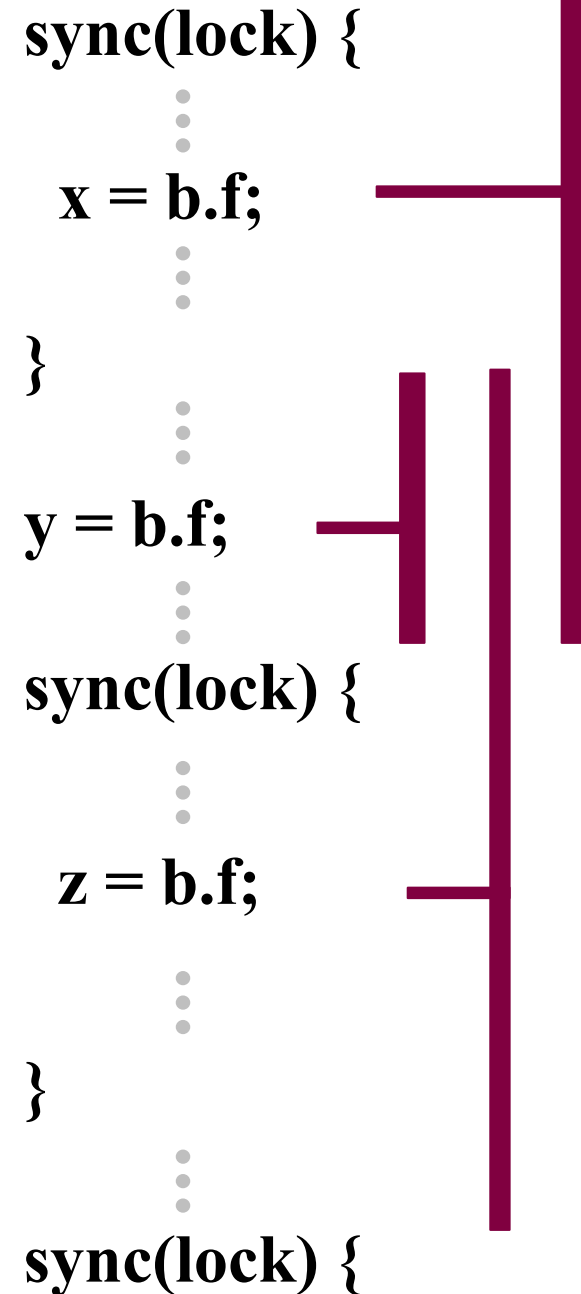 sync(lock) {
x = b.f;
}
y = b.f;
sync(lock) {
z = b.f;
}
sync(lock) {